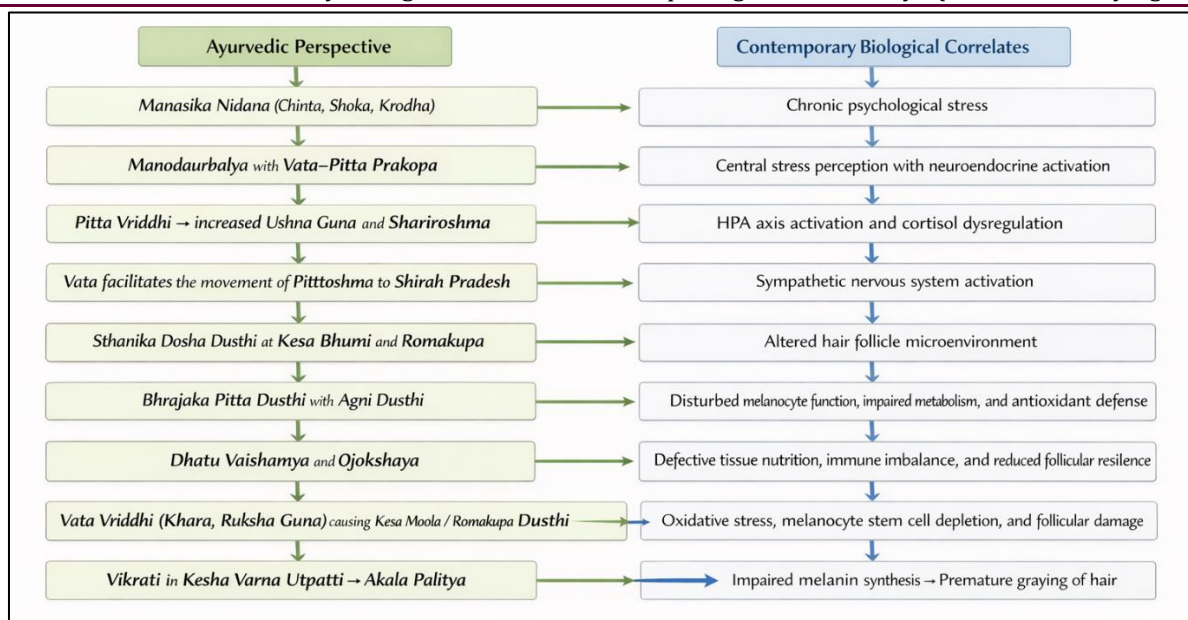 Ayurvedic Perspective
Contemporary Biological Correlates
Manasika Nidana (Chinta, Shoka, Krodha)
Chronic psychological stress
Manodaurbalya with Vata–Pitta Prakopa
Central stress perception with neuroendocrine activation
Pitta Vriddhi → increased Ushna Guna and Shariroshma
HPA axis activation and cortisol dysregulation
Vata facilitates the movement of Pitttoshma to Shirah Pradesh
Sympathetic nervous system activation
Sthanika Dosha Dusthi at Kesa Bhumi and Romakupa
Altered hair follicle microenvironment
Bhrajaka Pitta Dusthi with Agni Dusthi
Disturbed melanocyte function, impaired metabolism, and antioxidant defense
Dhatu Vaishamya and Ojokshaya
Defective tissue nutrition, immune imbalance, and reduced follicular resilience
Vata Vriddhi (Khara, Ruksha Guna) causing Kesa Moola / Romakupa Dusthi
Oxidative stress, melanocyte stem cell depletion, and follicular damage
Vikrati in Kesha Varna Utpatti → Akala Palitya
Impaired melanin synthesis → Premature graying of hair